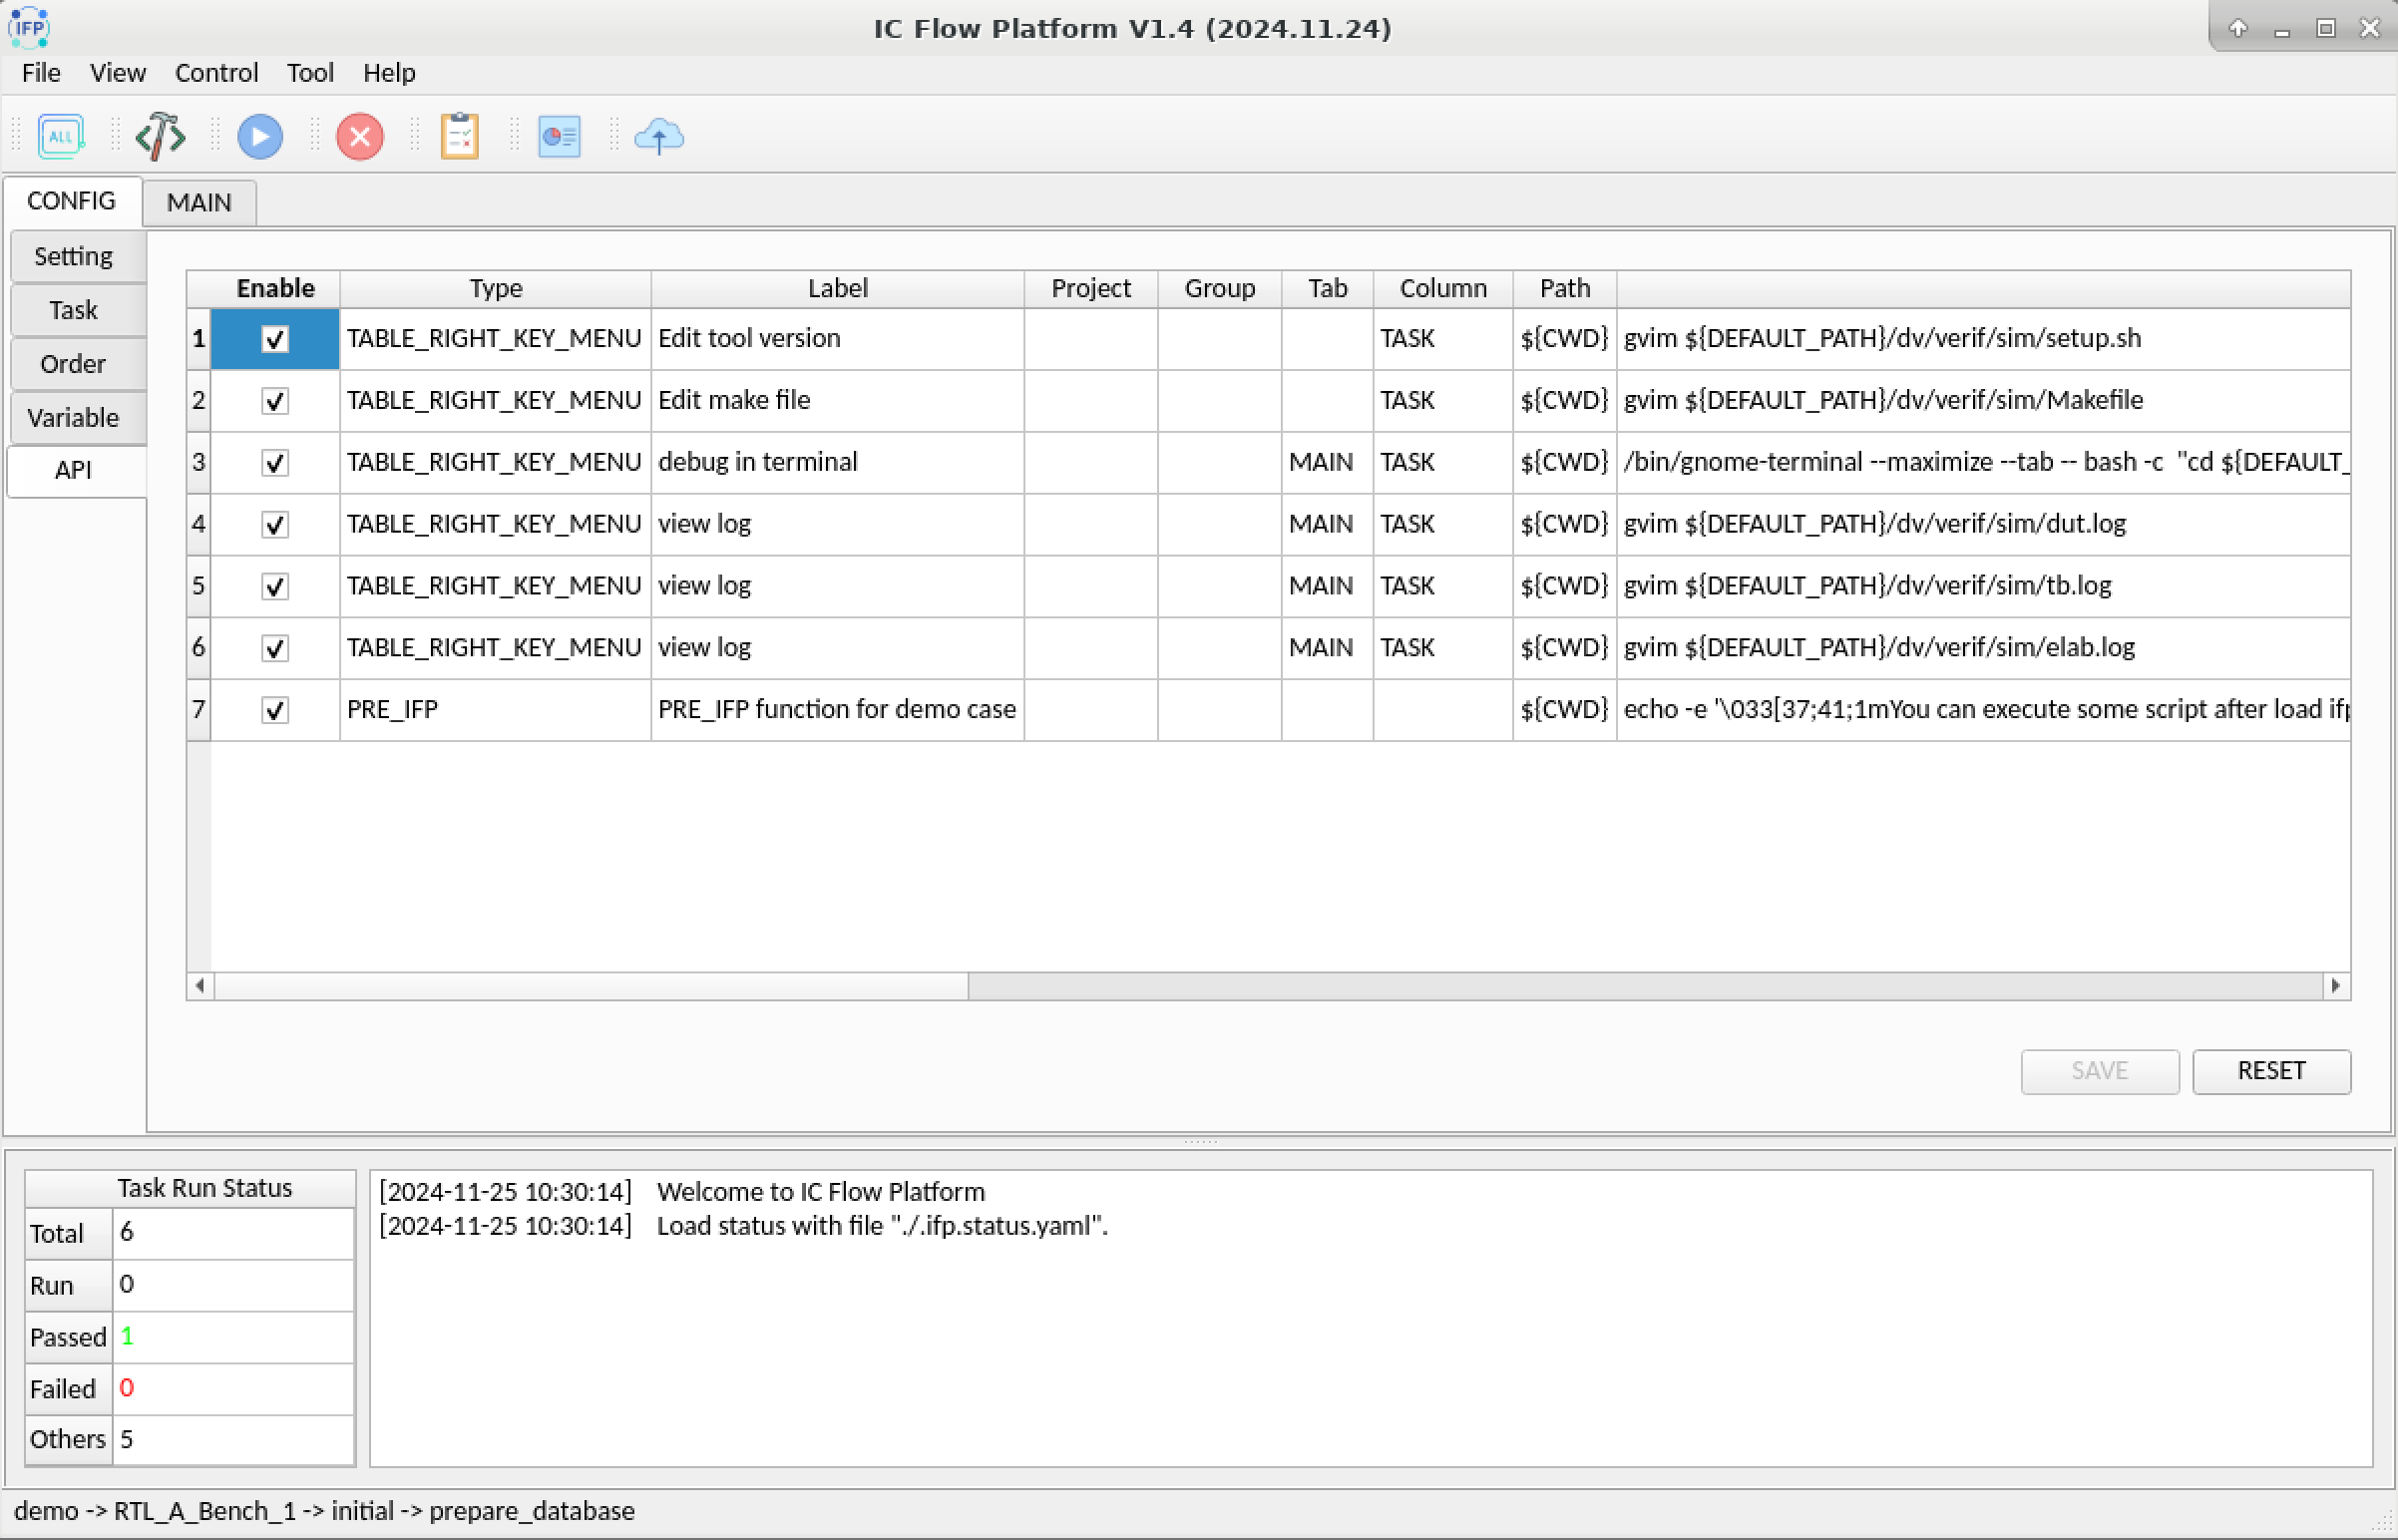 IFP IC Flow Platform V1.4 (2024.11.24)
File View Control Tool Help
ALL
CONFIG MAIN
Setting
Task
Order
Variable
API
Enable Type Label Project Group Tab Column Path
1 TABLE_RIGHT_KEY_MENU Edit tool version TASK ${CWD} gvim ${DEFAULT_PATH}/dv/verif/sim/setup.sh
2 TABLE_RIGHT_KEY_MENU Edit make file TASK ${CWD} gvim ${DEFAULT_PATH}/dv/verif/sim/Makefile
3 TABLE_RIGHT_KEY_MENU debug in terminal MAIN TASK ${CWD} /bin/gnome-terminal --maximize --tab -- bash -c "cd ${DEFAULT_
4 TABLE_RIGHT_KEY_MENU view log MAIN TASK ${CWD} gvim ${DEFAULT_PATH}/dv/verif/sim/dut.log
5 TABLE_RIGHT_KEY_MENU view log MAIN TASK ${CWD} gvim ${DEFAULT_PATH}/dv/verif/sim/tb.log
6 TABLE_RIGHT_KEY_MENU view log MAIN TASK ${CWD} gvim ${DEFAULT_PATH}/dv/verif/sim/elab.log
7 PRE_IFP PRE_IFP function for demo case ${CWD} echo -e '\033[37;41;1mYou can execute some script after load ifp
SAVE RESET
Task Run Status
Total 6
Run 0
Passed 1
Failed 0
Others 5
[2024-11-25 10:30:14] Welcome to IC Flow Platform
[2024-11-25 10:30:14] Load status with file "./.ifp.status.yaml".
demo -> RTL_A_Bench_1 -> initial -> prepare_database